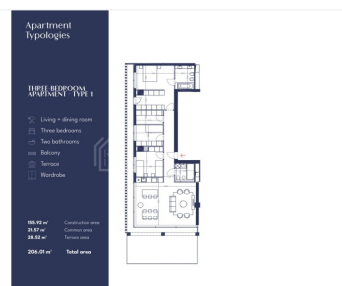 Apartment
Typologies
THREE-BEDROOM
APARTMENT - TYPE 1
Living + dining room
Three bedrooms
Two bathrooms
Balcony
Terrace
Wardrobe
155.92 m² Construction area
21.57 m² Common area
28.52 m² Terrace area
206.01 m² Total area